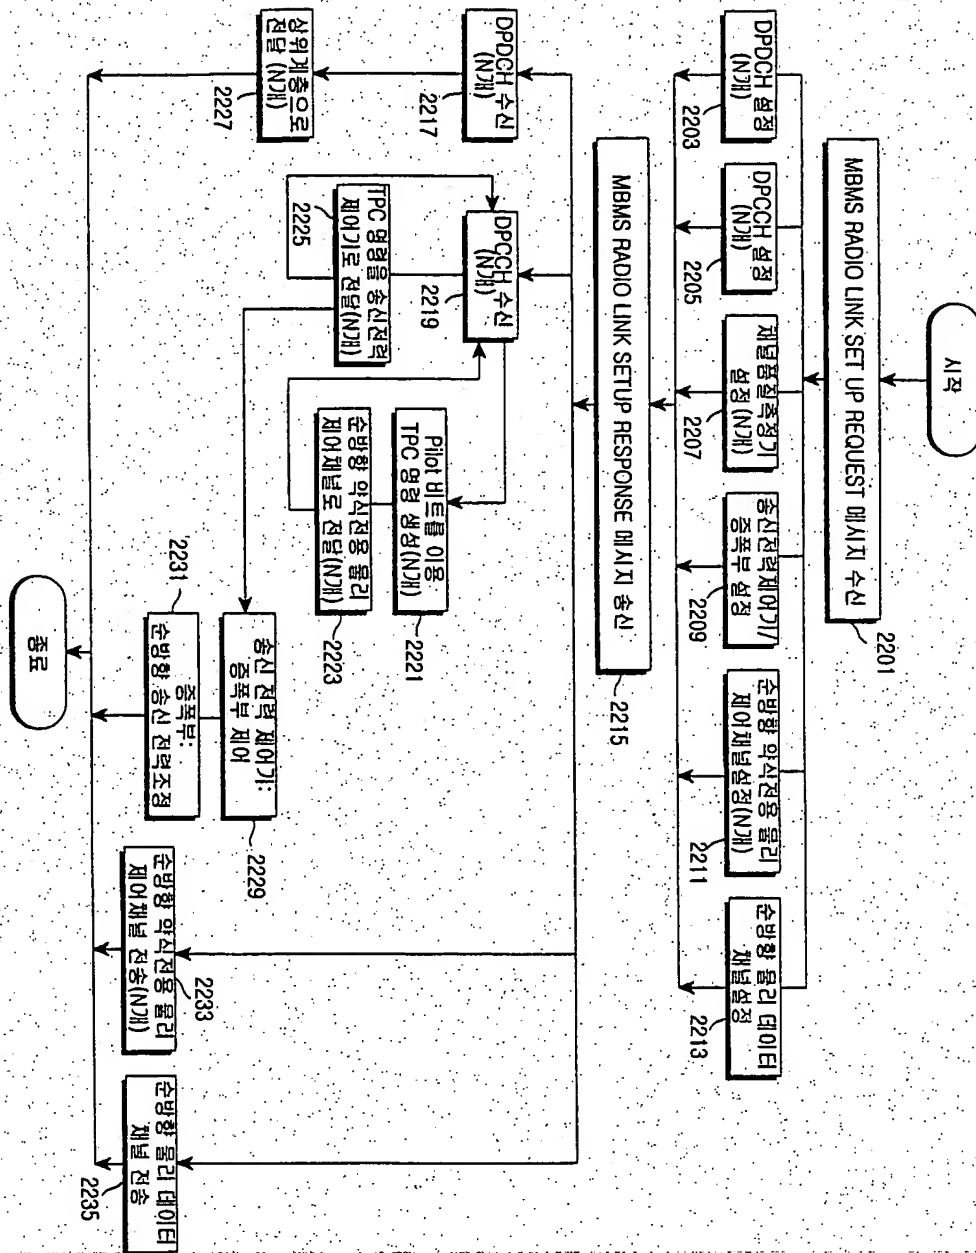 시작
MBMS RADIO LINK SET UP REQUEST 메시지 수신
2201
DPDCH 설정
(N개)
2203
DPCCH 설정
(N개)
2205
채널품질측정기
설정 (N개)
2207
송신전력제어기/
증폭부 설정
2209
순방향 약식전용 물리
제어채널설정(N개)
2211
순방향 물리 데이터
채널설정
2213
MBMS RADIO LINK SETUP RESPONSE 메시지 송신
2215
DPDCH 수신
(N개)
2217
DPCCH 수신
(N개)
2219
Pilot 비트를 이용
TPC 명령 생성(N개)
2221
순방향 약식전용 물리
제어채널로 전달(N개)
2223
TPC 명령을 송신전력
제어기로 전달(N개)
2225
상위계층으로
전달 (N개)
2227
송신 전력 제어기:
증폭부 제어
2229
증폭부:
순방향 송신 전력조정
2231
순방향 약식전용 물리
제어채널 전송(N개)
2233
순방향 물리 데이터
채널 전송
2235
종료